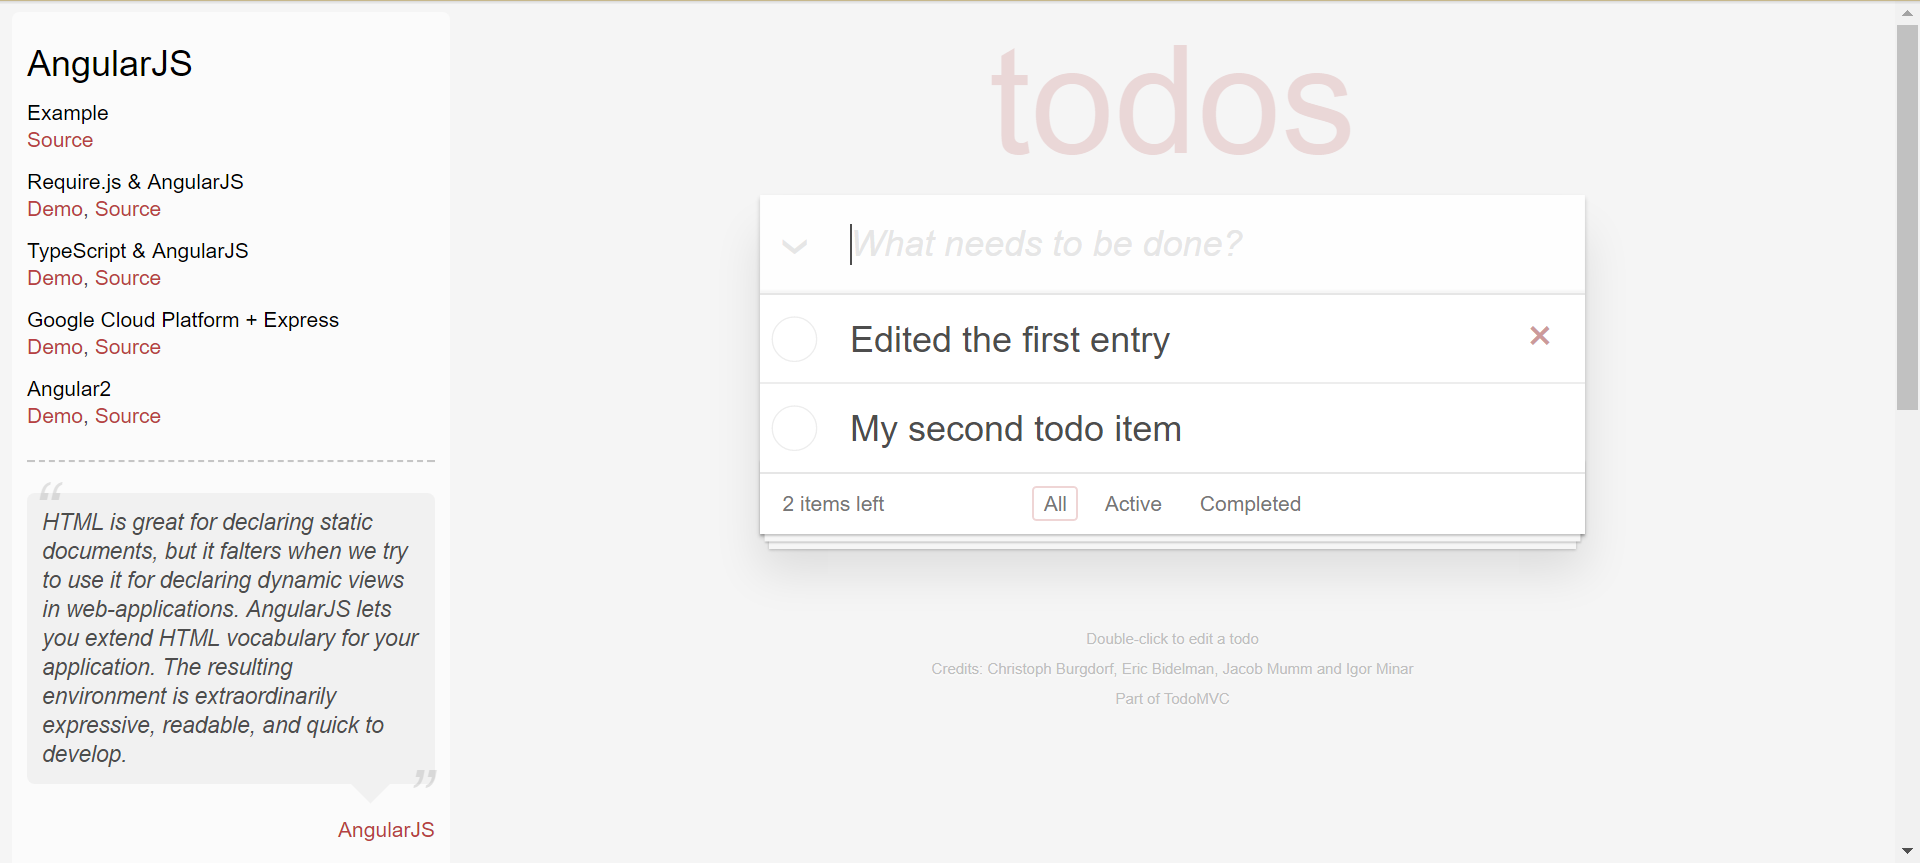 AngularJS
Example
Source
Require.js & AngularJS
Demo, Source
TypeScript & AngularJS
Demo, Source
Google Cloud Platform + Express
Demo, Source
Angular2
Demo, Source
“
HTML is great for declaring static
documents, but it falters when we try
to use it for declaring dynamic views
in web-applications. AngularJS lets
you extend HTML vocabulary for your
application. The resulting
environment is extraordinarily
expressive, readable, and quick to
develop.
”
AngularJS
todos
What needs to be done?
Edited the first entry ×
My second todo item
2 items left All Active Completed
Double-click to edit a todo
Credits: Christoph Burgdorf, Eric Bidelman, Jacob Mumm and Igor Minar
Part of TodoMVC